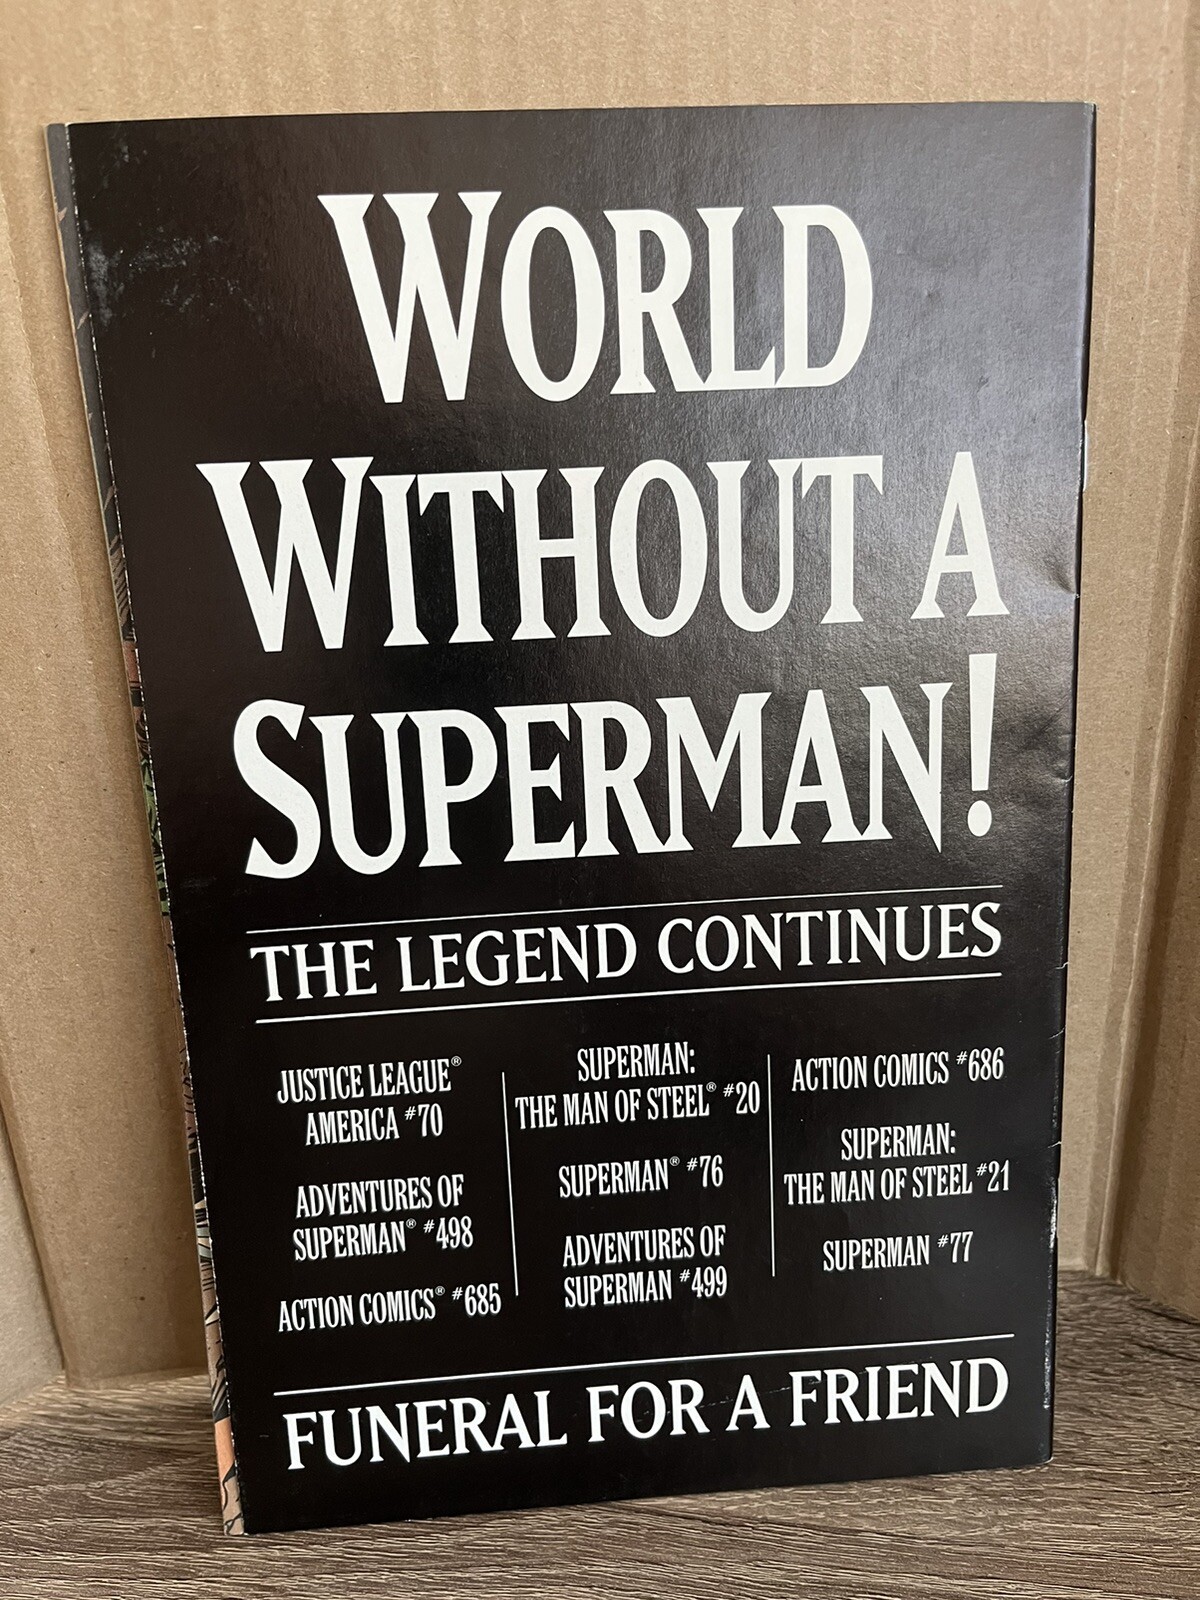 WORLD
WITHOUT A
SUPERMAN!
THE LEGEND CONTINUES
JUSTICE LEAGUE®
AMERICA #70
ADVENTURES OF
SUPERMAN® #498
ACTION COMICS® #685
SUPERMAN:
THE MAN OF STEEL® #20
SUPERMAN® #76
ADVENTURES OF
SUPERMAN #499
ACTION COMICS #686
SUPERMAN:
THE MAN OF STEEL #21
SUPERMAN #77
FUNERAL FOR A FRIEND